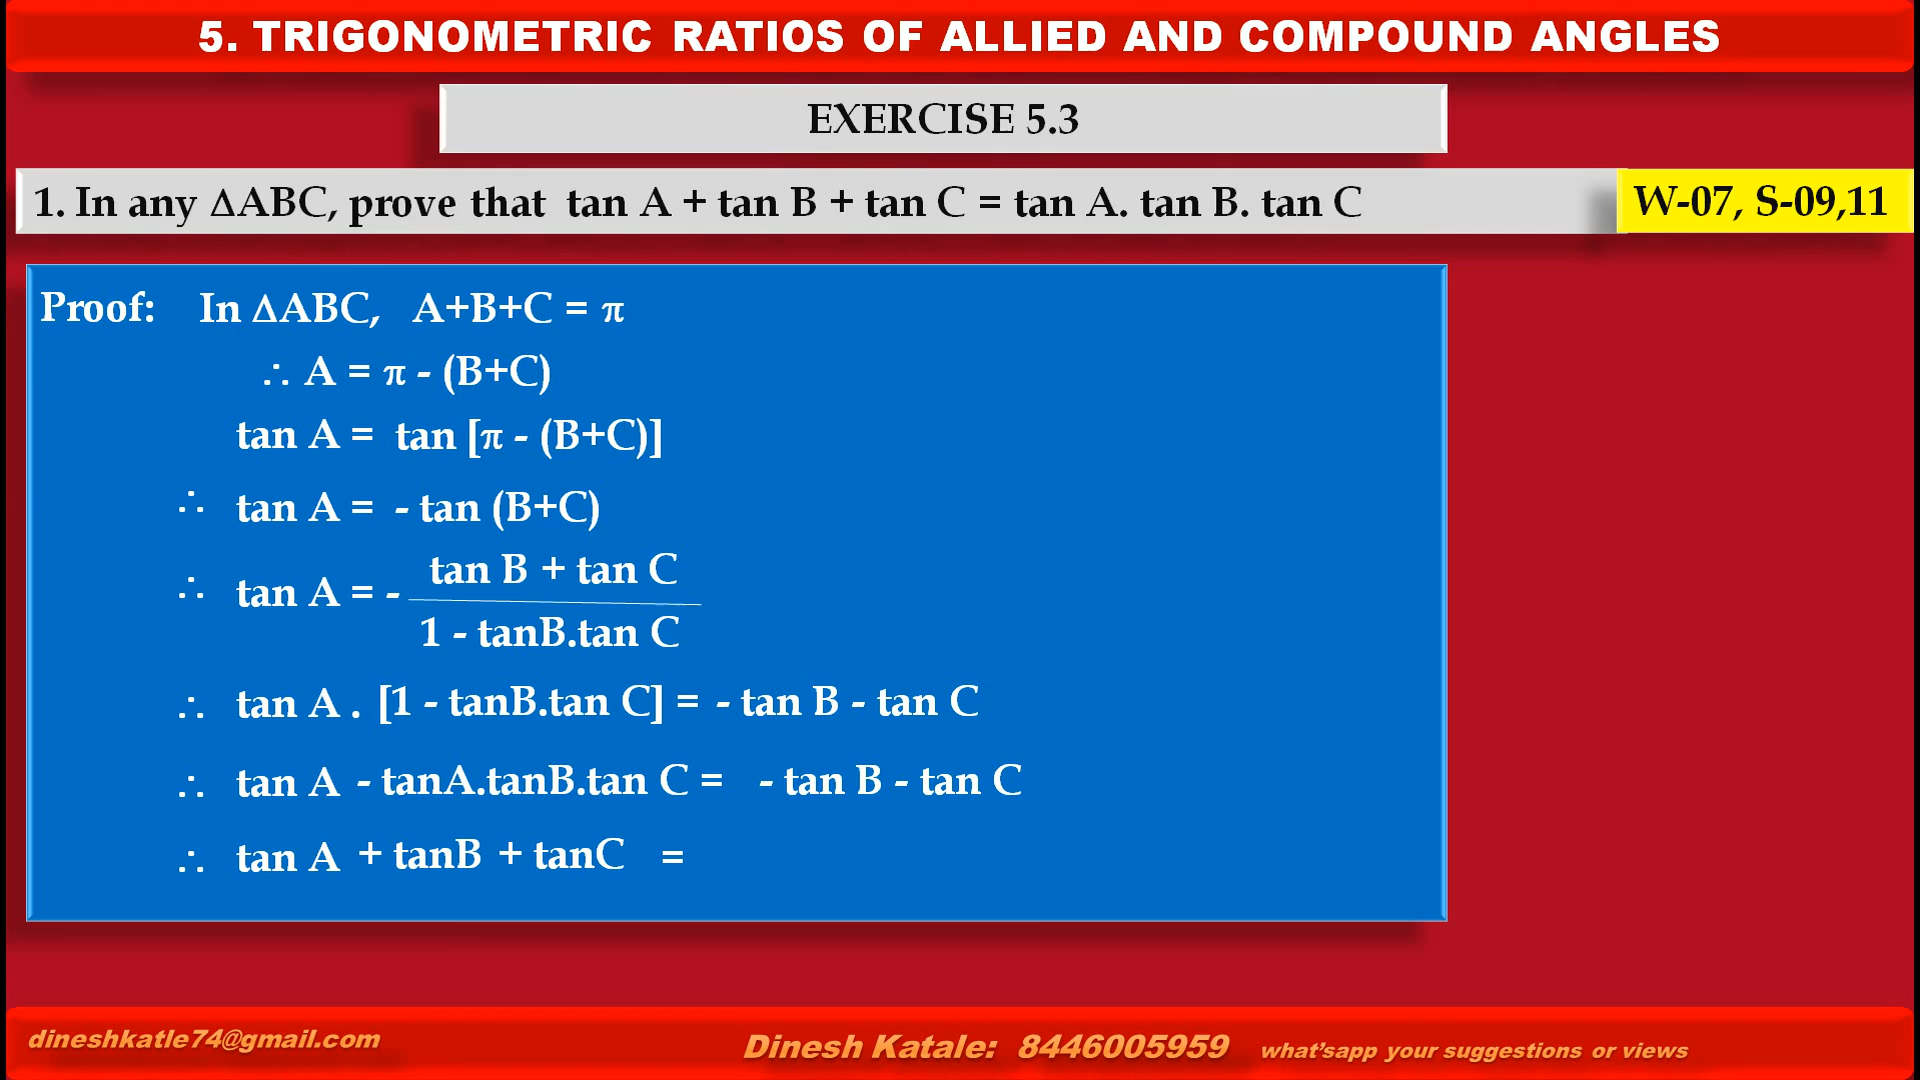 5. TRIGONOMETRIC RATIOS OF ALLIED AND COMPOUND ANGLES
EXERCISE 5.3
1. In any ΔABC, prove that tan A + tan B + tan C = tan A. tan B. tan C
W-07, S-09,11
Proof: In ΔABC, A+B+C = π
∴ A = π - (B+C)
tan A = tan [π - (B+C)]
∴ tan A = - tan (B+C)
tan B + tan C
∴ tan A = -
1 - tanB.tan C
∴ tan A . [1 - tanB.tan C] = - tan B - tan C
∴ tan A - tanA.tanB.tan C = - tan B - tan C
∴ tan A + tanB + tanC =
dineshkatle74@gmail.com
Dinesh Katale: 8446005959 what'sapp your suggestions or views